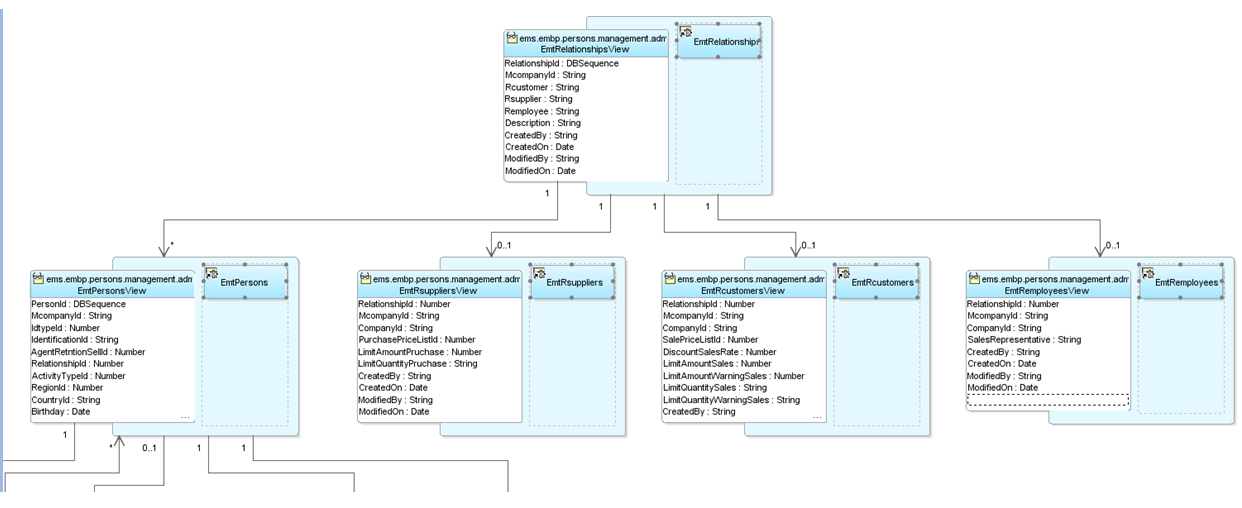 ems.embp.persons.management.adm
EmtRelationshipsView
EmtRelationships
RelationshipId : DBSequence
McompanyId : String
Rcustomer : String
Rsupplier : String
Remployee : String
Description : String
CreatedBy : String
CreatedOn : Date
ModifiedBy : String
ModifiedOn : Date
1
1
1
1
*
0..1
0..1
0..1
ems.embp.persons.management.adm
EmtPersonsView
EmtPersons
PersonId : DBSequence
McompanyId : String
IdtypeId : Number
IdentificationId : String
AgentRetntionSellId : Number
RelationshipId : Number
ActivityTypeId : Number
RegionId : Number
CountryId : String
Birthday : Date
...
ems.embp.persons.management.adm
EmtRsuppliersView
EmtRsuppliers
RelationshipId : Number
McompanyId : String
CompanyId : String
PurchasePriceListId : Number
LimitAmountPruchase : Number
LimitQuantityPruchase : String
CreatedBy : String
CreatedOn : Date
ModifiedBy : String
ModifiedOn : Date
ems.embp.persons.management.adm
EmtRcustomersView
EmtRcustomers
RelationshipId : Number
McompanyId : String
CompanyId : String
SalePriceListId : Number
DiscountSalesRate : Number
LimitAmountSales : Number
LimitAmountWarningSales : Number
LimitQuantitySales : String
LimitQuantityWarningSales : String
CreatedBy : String
...
ems.embp.persons.management.adm
EmtRemployeesView
EmtRemployees
RelationshipId : Number
McompanyId : String
CompanyId : String
SalesRepresentative : String
CreatedBy : String
CreatedOn : Date
ModifiedBy : String
ModifiedOn : Date
1
*
0..1
1
1